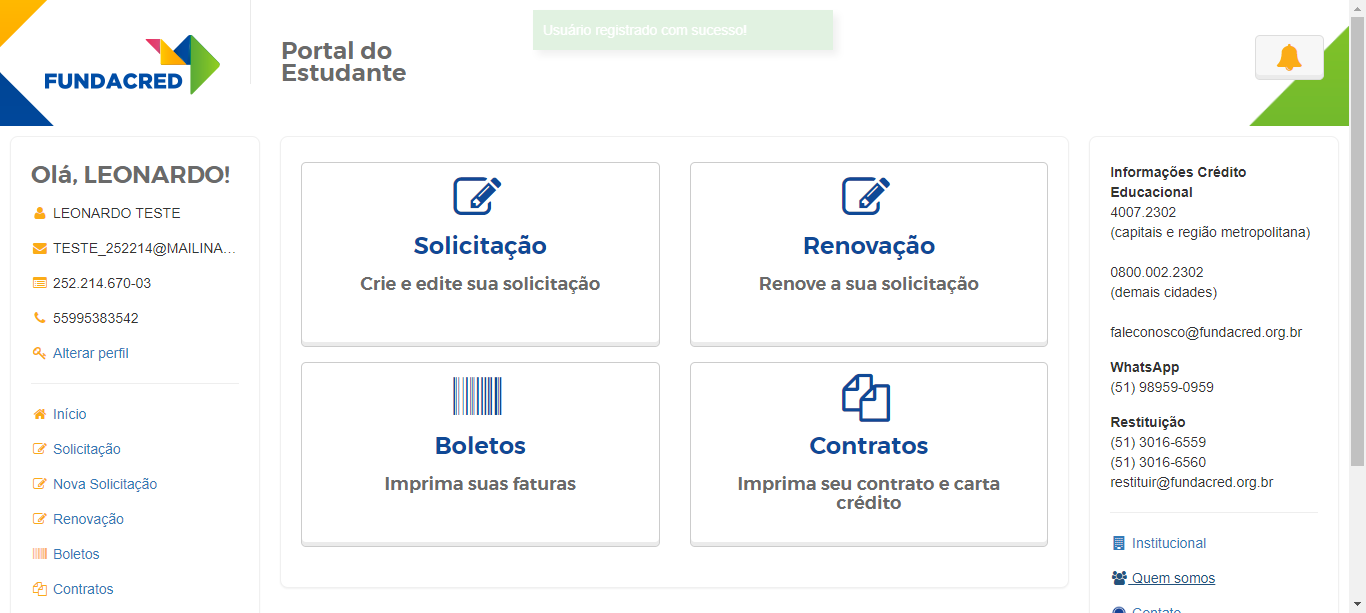 FUNDACRED
Portal do
Estudante
Usuário registrado com sucesso!
Olá, LEONARDO!
LEONARDO TESTE
TESTE_252214@MAILINA...
252.214.670-03
55995383542
Alterar perfil
Início
Solicitação
Nova Solicitação
Renovação
Boletos
Contratos
Solicitação
Crie e edite sua solicitação
Renovação
Renove a sua solicitação
Boletos
Imprima suas faturas
Contratos
Imprima seu contrato e carta
crédito
Informações Crédito
Educacional
4007.2302
(capitais e região metropolitana)
0800.002.2302
(demais cidades)
faleconosco@fundacred.org.br
WhatsApp
(51) 98959-0959
Restituição
(51) 3016-6559
(51) 3016-6560
restituir@fundacred.org.br
Institucional
Quem somos
Contato